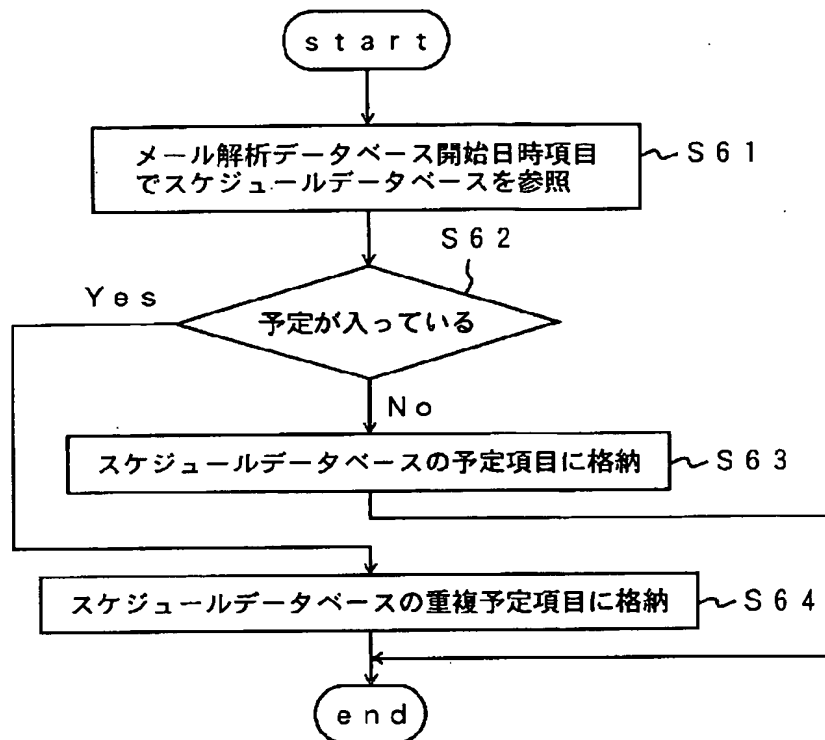 start
メール解析データベース開始日時項目
でスケジュールデータベースを参照
S61
S62
Yes
予定が入っている
No
スケジュールデータベースの予定項目に格納
S63
スケジュールデータベースの重複予定項目に格納
S64
end